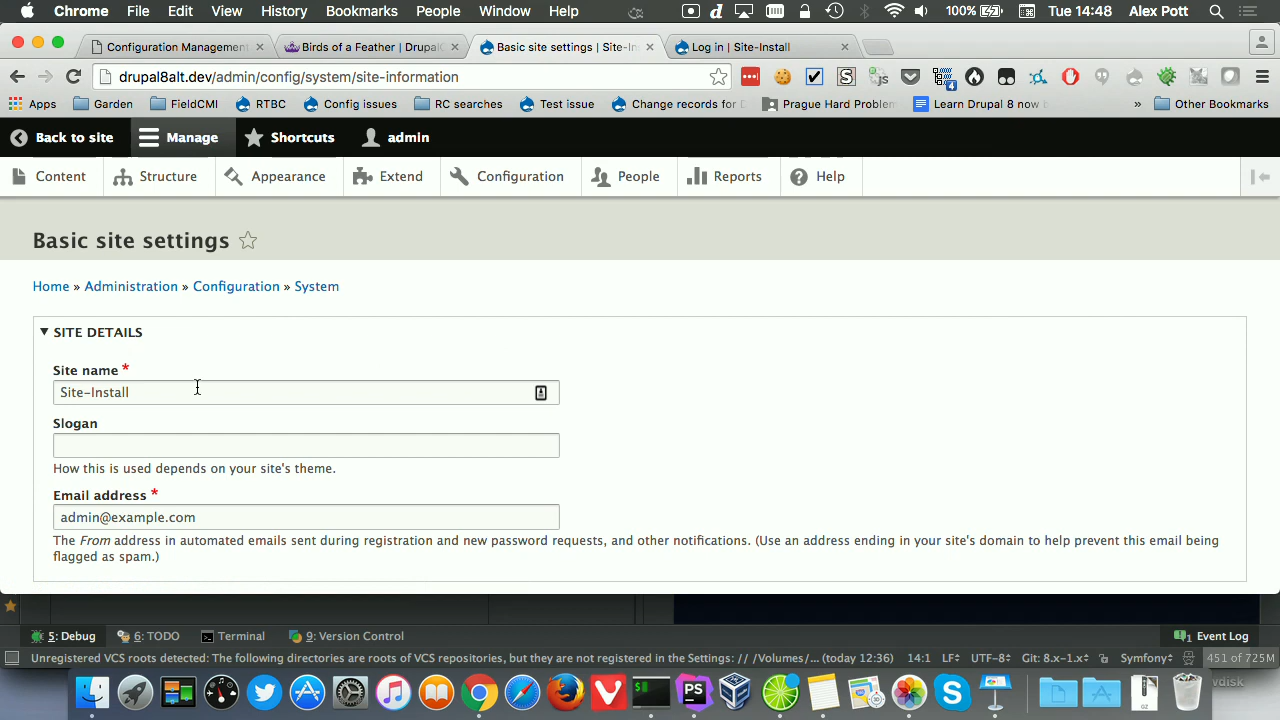 Chrome File Edit View History Bookmarks People Window Help 100% Tue 14:48 Alex Pott
Configuration Management Birds of a Feather | Drupal Basic site settings | Site-In Log in | Site-Install
drupal8alt.dev/admin/config/system/site-information
Apps Garden FieldCMI RTBC Config issues RC searches Test issue Change records for D Prague Hard Problem Learn Drupal 8 now b » Other Bookmarks
Back to site Manage Shortcuts admin
Content Structure Appearance Extend Configuration People Reports Help
Basic site settings
Home » Administration » Configuration » System
SITE DETAILS
Site name *
Site-Install
Slogan
How this is used depends on your site's theme.
Email address *
admin@example.com
The From address in automated emails sent during registration and new password requests, and other notifications. (Use an address ending in your site's domain to help prevent this email being
flagged as spam.)
5: Debug 6: TODO Terminal 9: Version Control 1 Event Log
Unregistered VCS roots detected: The following directories are roots of VCS repositories, but they are not registered in the Settings: // /Volumes/... (today 12:36) 14:1 LF÷ UTF-8÷ Git: 8.x-1.x÷ Symfony÷ 451 of 725M